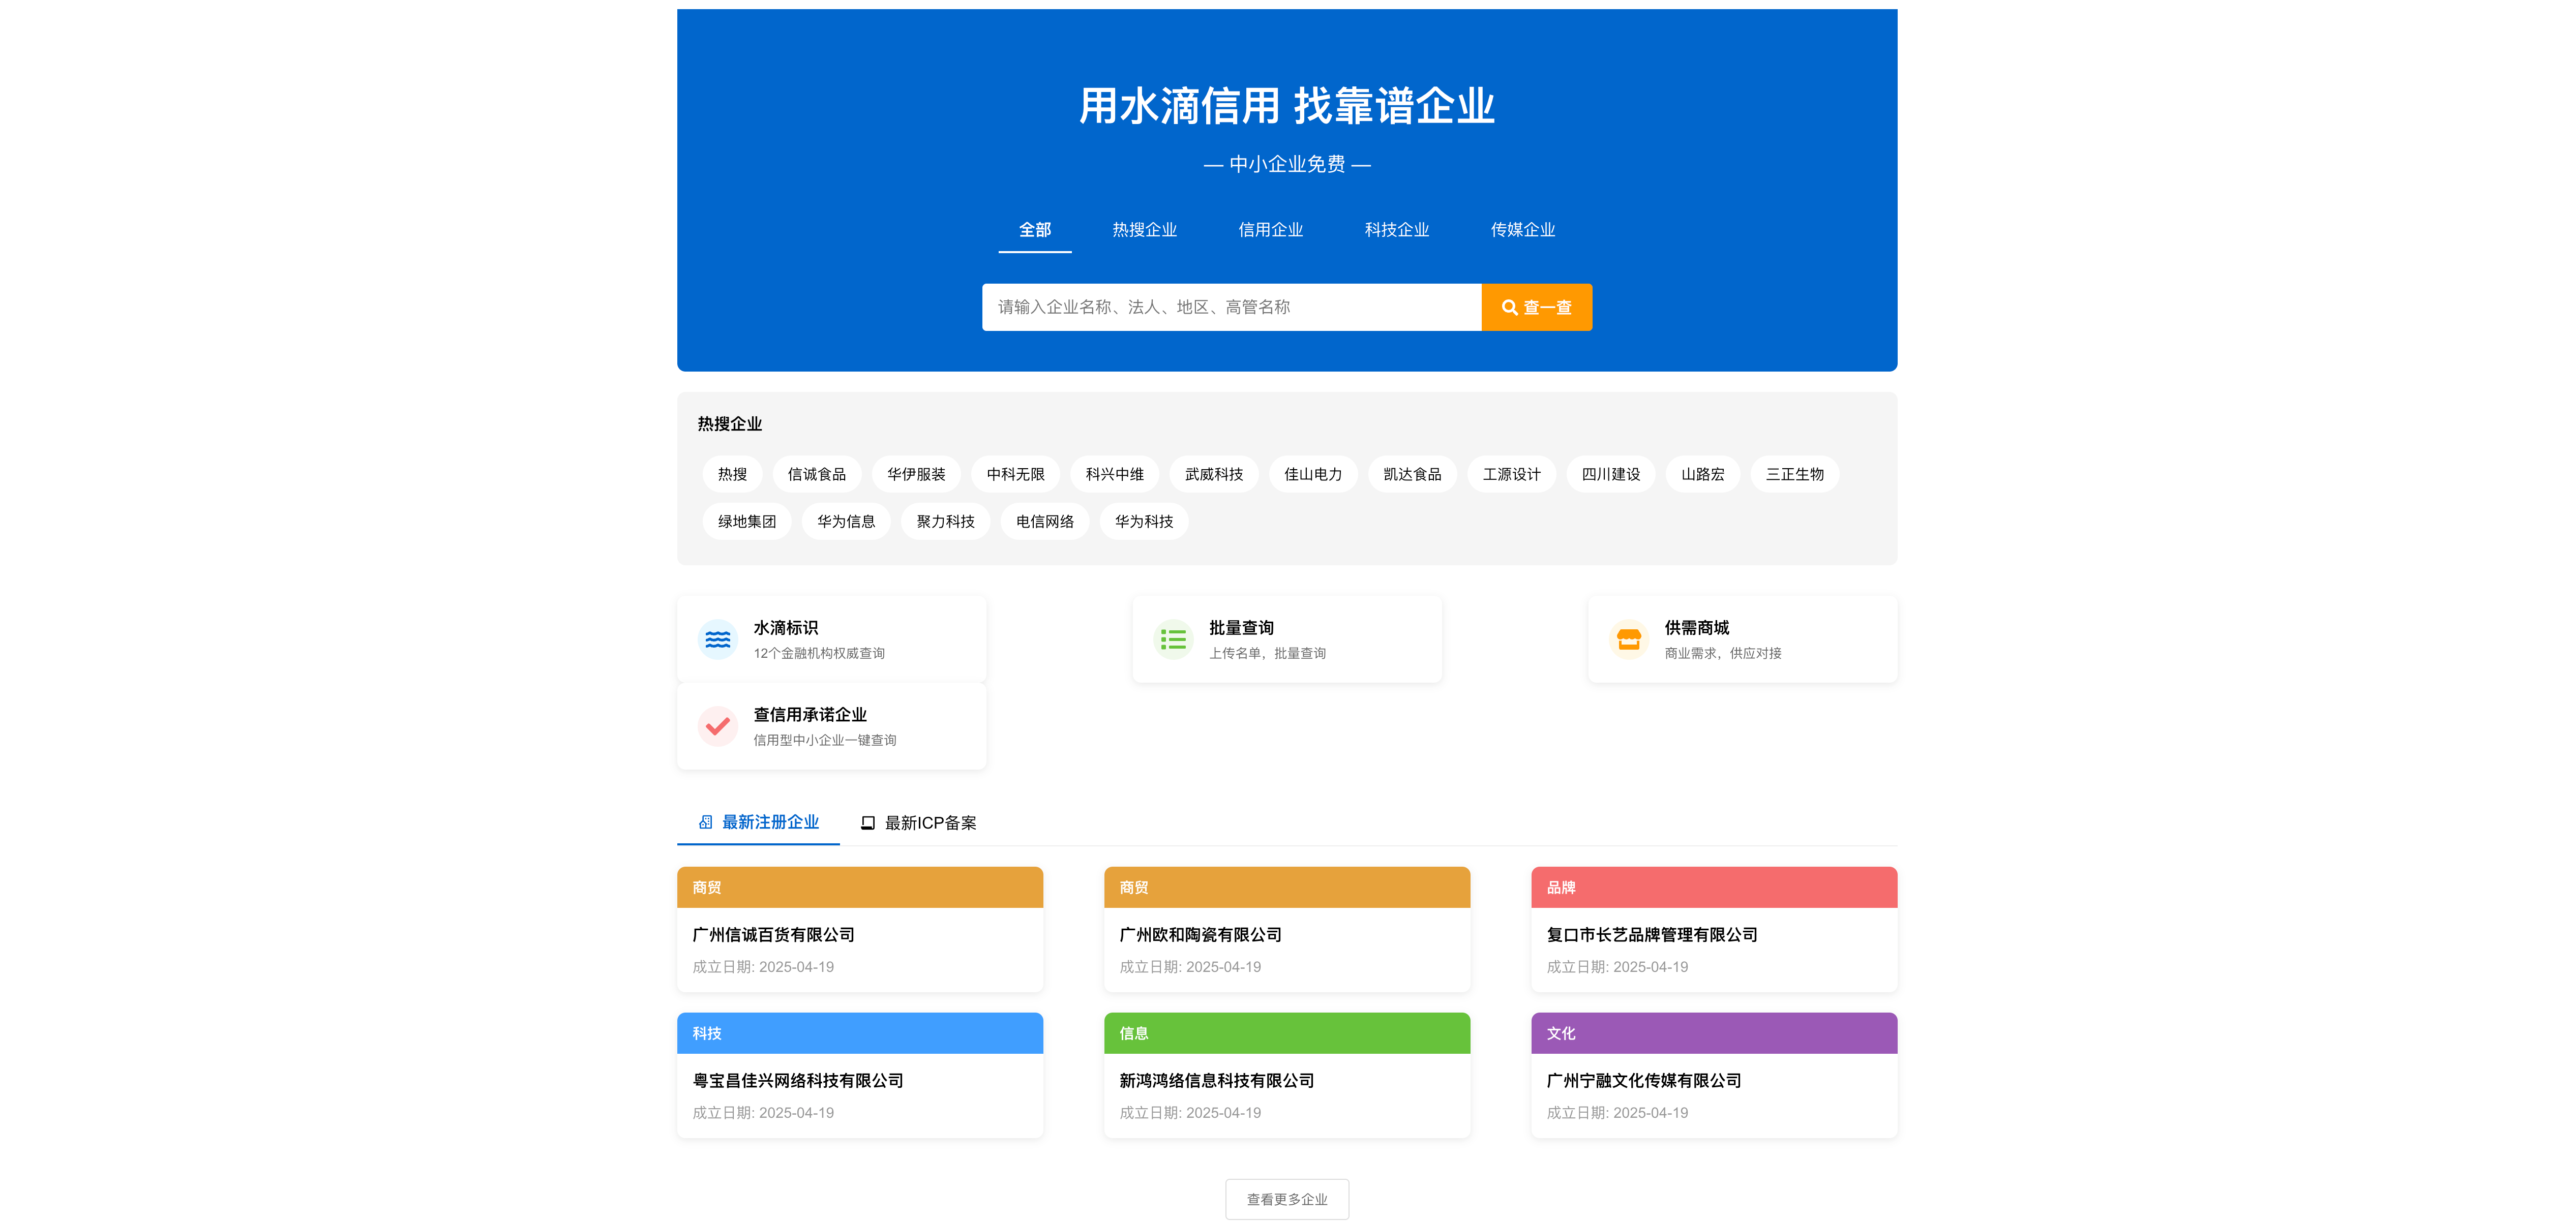 用水滴信用 找靠谱企业
— 中小企业免费 —
全部 热搜企业 信用企业 科技企业 传媒企业
请输入企业名称、法人、地区、高管名称 查一查
热搜企业
热搜 信诚食品 华伊服装 中科无限 科兴中维 武威科技 佳山电力 凯达食品 工源设计 四川建设 山路宏 三正生物
绿地集团 华为信息 聚力科技 电信网络 华为科技
水滴标识
12个金融机构权威查询
批量查询
上传名单，批量查询
供需商城
商业需求，供应对接
查信用承诺企业
信用型中小企业一键查询
最新注册企业 最新ICP备案
商贸
广州信诚百货有限公司
成立日期: 2025-04-19
商贸
广州欧和陶瓷有限公司
成立日期: 2025-04-19
品牌
复口市长艺品牌管理有限公司
成立日期: 2025-04-19
科技
粤宝昌佳兴网络科技有限公司
成立日期: 2025-04-19
信息
新鸿鸿络信息科技有限公司
成立日期: 2025-04-19
文化
广州宁融文化传媒有限公司
成立日期: 2025-04-19
查看更多企业